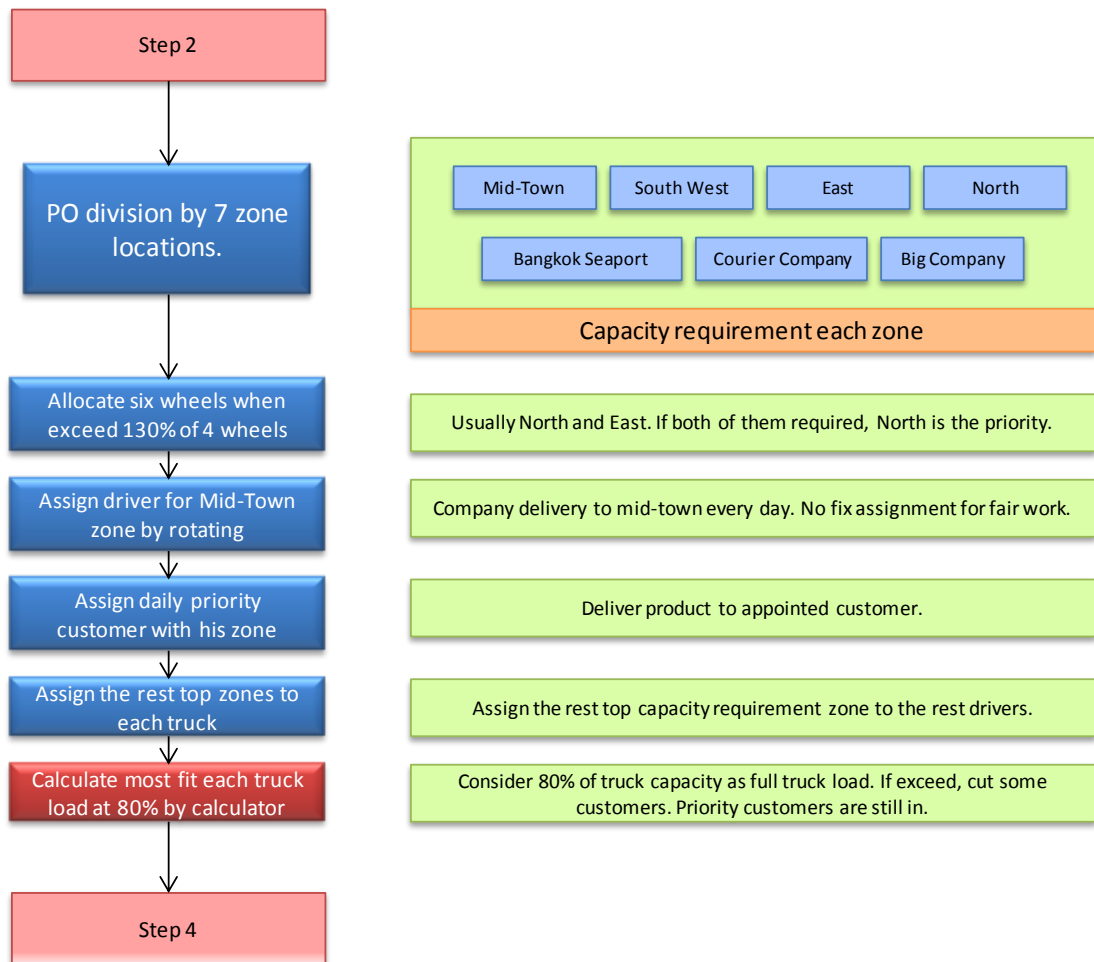 Step 2
PO division by 7 zone
locations.
Mid-Town
South West
East
North
Bangkok Seaport
Courier Company
Big Company
Capacity requirement each zone
Allocate six wheels when
exceed 130% of 4 wheels
Usually North and East. If both of them required, North is the priority.
Assign driver for Mid-Town
zone by rotating
Company delivery to mid-town every day. No fix assignment for fair work.
Assign daily priority
customer with his zone
Deliver product to appointed customer.
Assign the rest top zones to
each truck
Assign the rest top capacity requirement zone to the rest drivers.
Calculate most fit each truck
load at 80% by calculator
Consider 80% of truck capacity as full truck load. If exceed, cut some
customers. Priority customers are still in.
Step 4